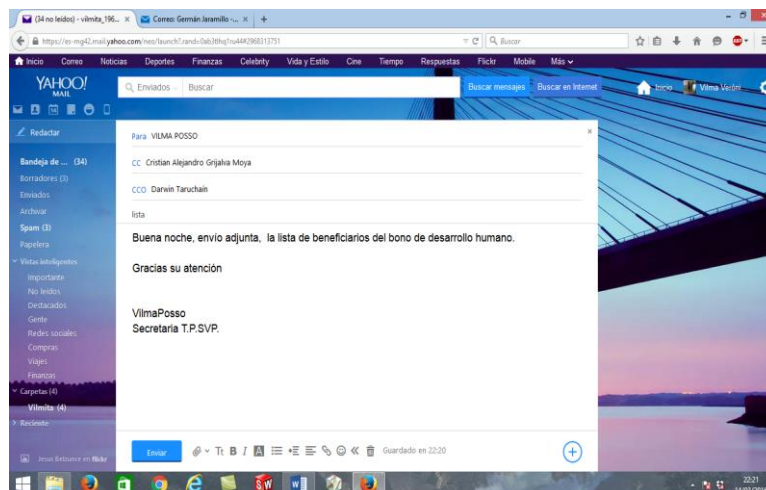 (34 no leídos) - vilmita_196...
Correo: Germán Jaramillo -...
https://es-mg42.mail.yahoo.com/neo/launch?.rand=0ab3thq1ru44#2968313751
Buscar
Inicio Correo Noticias Deportes Finanzas Celebrity Vida y Estilo Cine Tiempo Respuestas Flickr Mobile Más
YAHOO!
MAIL
Enviados Buscar
Buscar mensajes Buscar en Internet
Inicio Vilma Veróni
Redactar
Bandeja de ... (34)
Borradores (3)
Enviados
Archivar
Spam (3)
Papelera
Vistas inteligentes
Importante
No leídos
Destacados
Gente
Redes sociales
Compras
Viajes
Finanzas
Carpetas (4)
Vilmita (4)
Reciente
Para VILMA POSSO
CC Cristian Alejandro Grijalva Moya
CCO Darwin Taruchain
lista
Buena noche, envío adjunta, la lista de beneficiarios del bono de desarrollo humano.
Gracias su atención
VilmaPosso
Secretaria T.P.SVP.
Enviar Tt B I A Guardado en 22:20
flickr
22:21